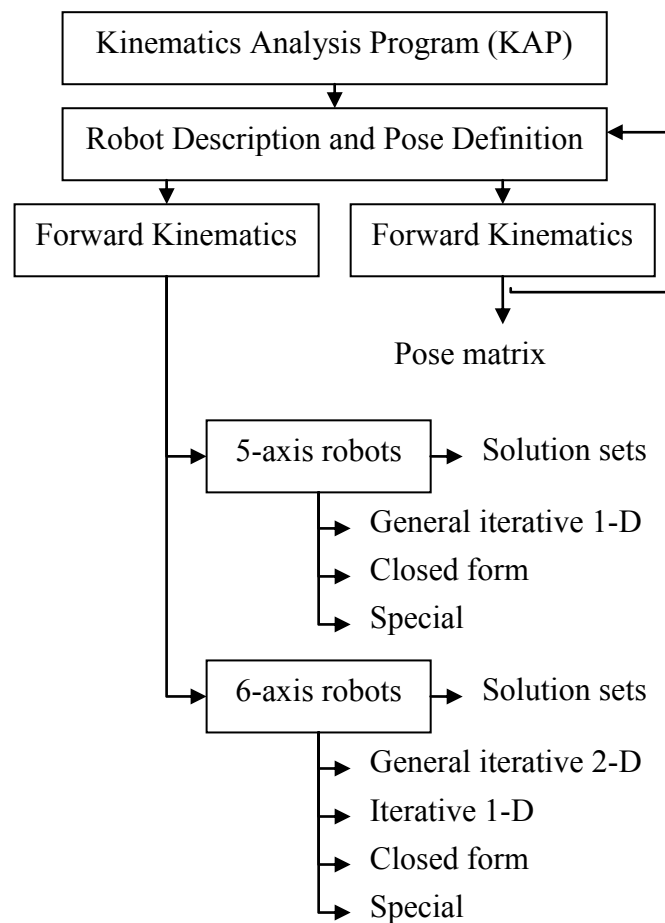 Kinematics Analysis Program (KAP)
Robot Description and Pose Definition
Forward Kinematics
Forward Kinematics
Pose matrix
5-axis robots
Solution sets
General iterative 1-D
Closed form
Special
6-axis robots
Solution sets
General iterative 2-D
Iterative 1-D
Closed form
Special